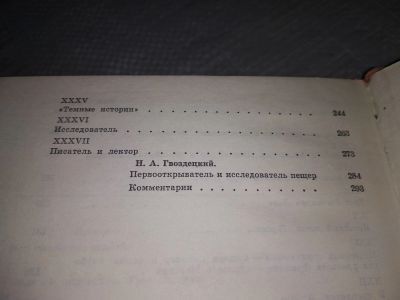 XXXV
«Темные истории» . . . . . . . . . . . . 244
XXXVI
Исследователь . . . . . . . . . . . . . . 263
XXXVII
Писатель и лектор . . . . . . . . . . . . 273
Н. А. Гвоздецкий.
Первооткрыватель и исследователь пещер 284
Комментарии . . . . . . . . . 293